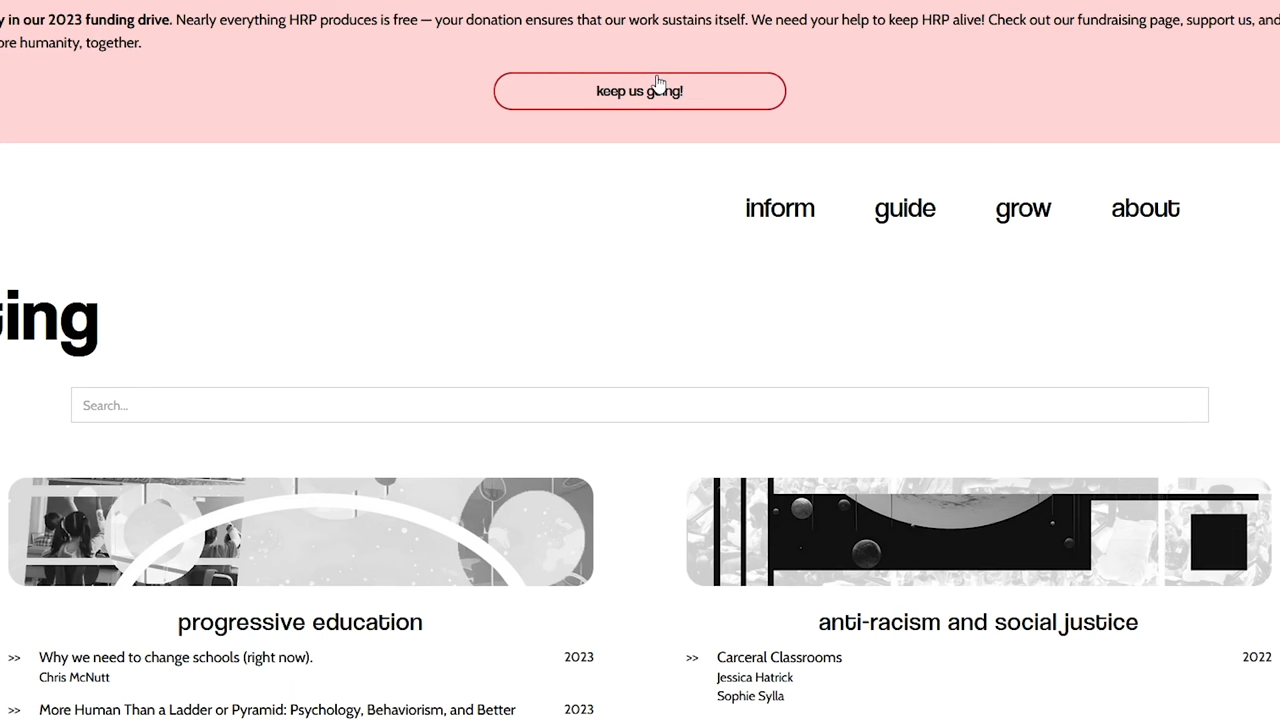 in our 2023 funding drive. Nearly everything HRP produces is free — your donation ensures that our work sustains itself. We need your help to keep HRP alive! Check out our fundraising page, support us, and
humanity, together.
keep us going!
inform guide grow about
Search...
progressive education
>> Why we need to change schools (right now). 2023
Chris McNutt
>> More Human Than a Ladder or Pyramid: Psychology, Behaviorism, and Better 2023
anti-racism and social justice
>> Carceral Classrooms 2022
Jessica Hatrick
Sophie Sylla